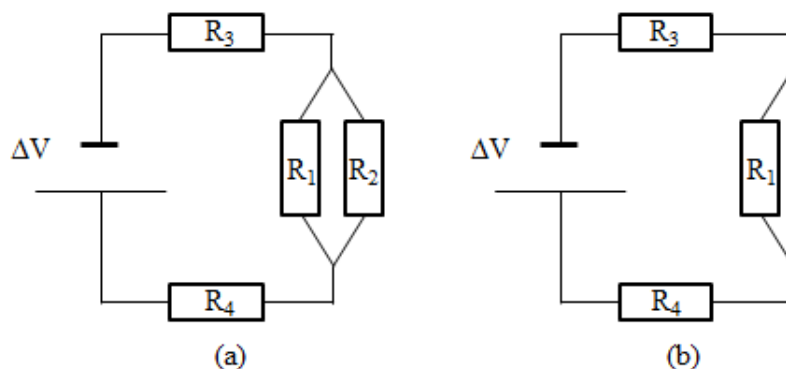 R₃ R₃
ΔV R₁ R₂ ΔV R₁
R₄ R₄
(a) (b)